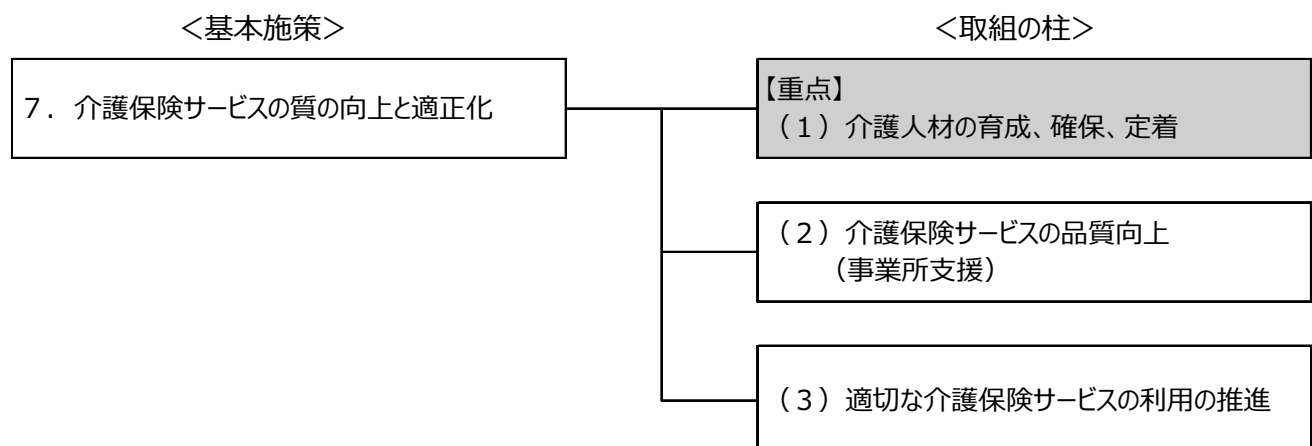 ＜基本施策＞
＜取組の柱＞
７．介護保険サービスの質の向上と適正化
【重点】
（１）介護人材の育成、確保、定着
（２）介護保険サービスの品質向上
（事業所支援）
（３）適切な介護保険サービスの利用の推進